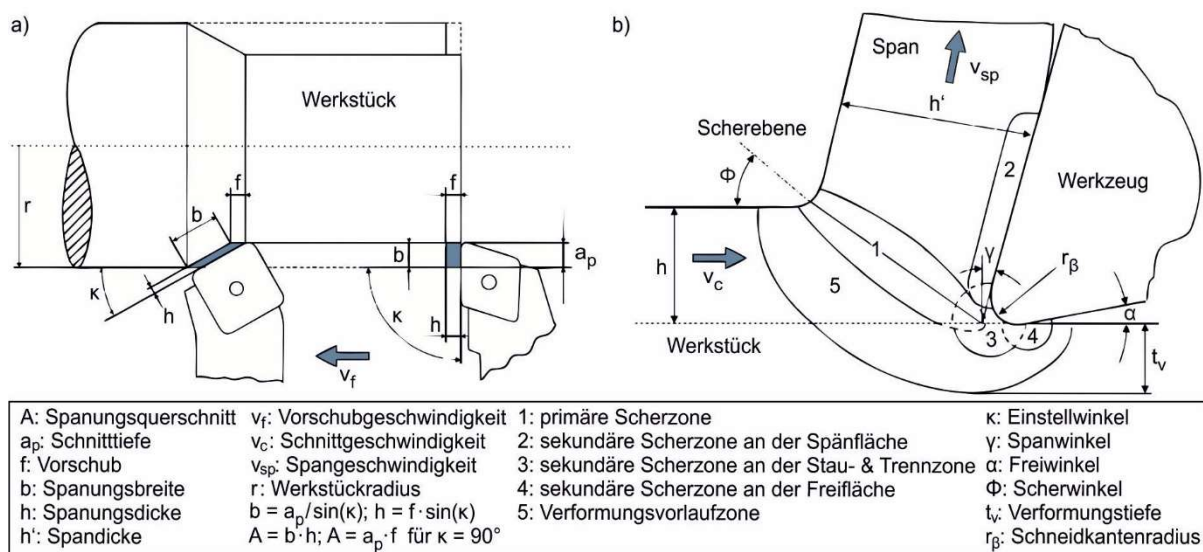 a)
Werkstück
r
b
f
κ
h
f
b
a_p
κ
h
v_f
b)
Span
v_sp
h‘
Scherebene
Φ
2
Werkzeug
h
v_c
1
γ
r_β
5
α
Werkstück
3
4
t_v
A: Spanungsquerschnitt
a_p: Schnitttiefe
f: Vorschub
b: Spanungsbreite
h: Spanungsdicke
h‘: Spandicke
v_f: Vorschubgeschwindigkeit
v_c: Schnittgeschwindigkeit
v_sp: Spangeschwindigkeit
r: Werkstückradius
b = a_p/sin(κ); h = f·sin(κ)
A = b·h; A = a_p·f für κ = 90°
1: primäre Scherzone
2: sekundäre Scherzone an der Spänfläche
3: sekundäre Scherzone an der Stau- & Trennzone
4: sekundäre Scherzone an der Freifläche
5: Verformungsvorlaufzone
κ: Einstellwinkel
γ: Spanwinkel
α: Freiwinkel
Φ: Scherwinkel
t_v: Verformungstiefe
r_β: Schneidkantenradius